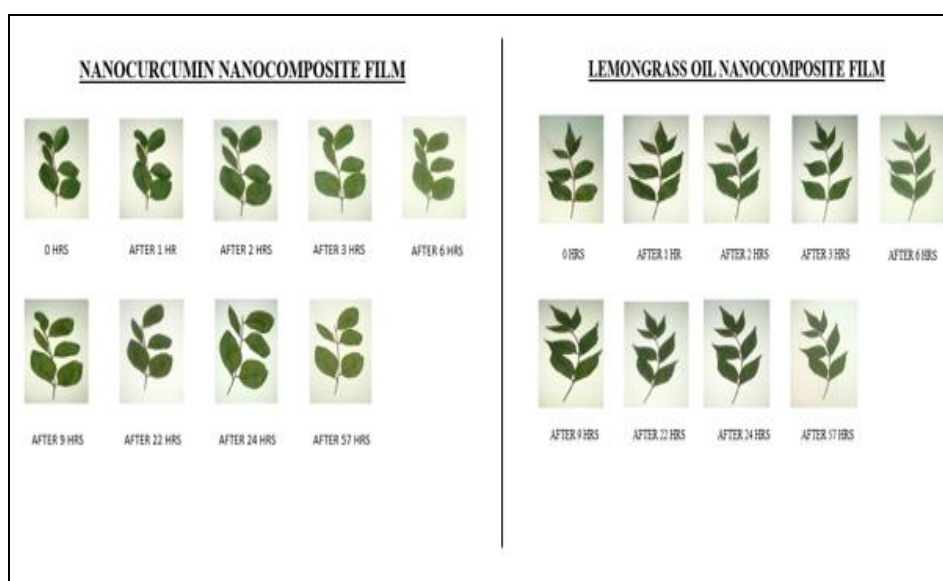 NANOCURCUMIN NANOCOMPOSITE FILM
0 HRS
AFTER 1 HR
AFTER 2 HRS
AFTER 3 HRS
AFTER 6 HRS
AFTER 9 HRS
AFTER 22 HRS
AFTER 24 HRS
AFTER 57 HRS
LEMONGRASS OIL NANOCOMPOSITE FILM
0 HRS
AFTER 1 HR
AFTER 2 HRS
AFTER 3 HRS
AFTER 6 HRS
AFTER 9 HRS
AFTER 22 HRS
AFTER 24 HRS
AFTER 57 HRS